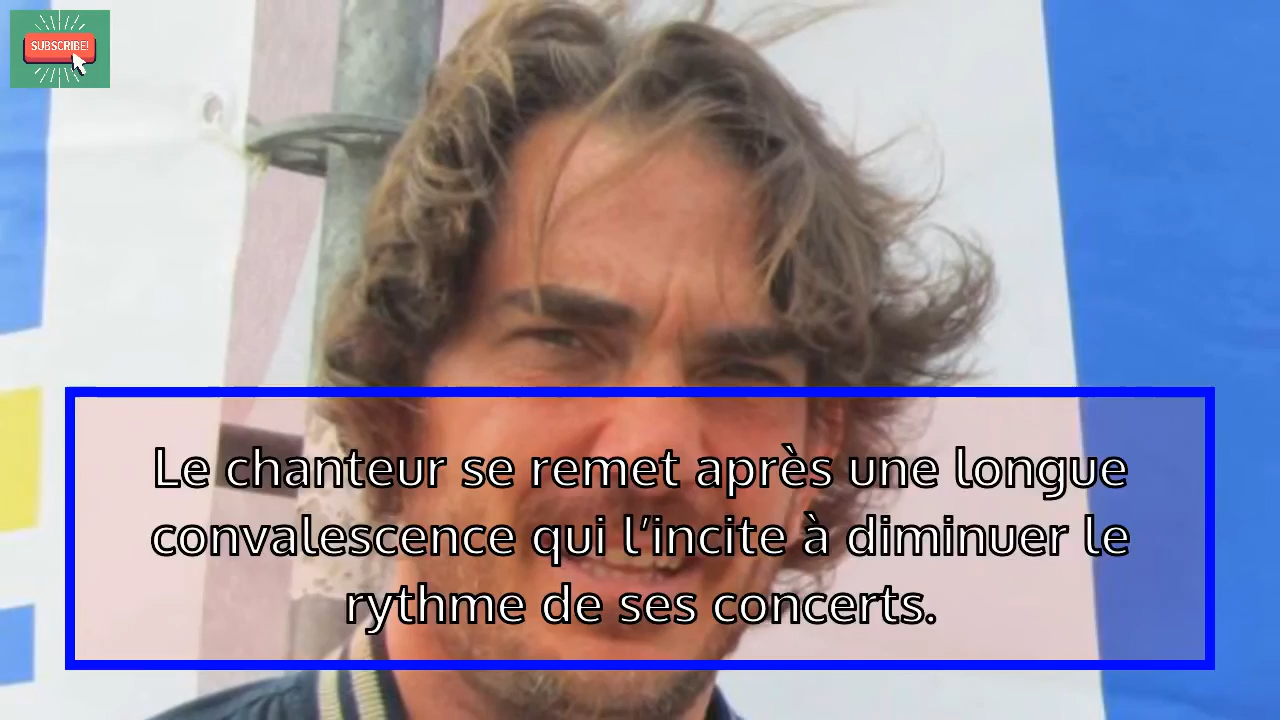 SUBSCRIBE!
Le chanteur se remet après une longue
convalescence qui l’incite à diminuer le
rythme de ses concerts.